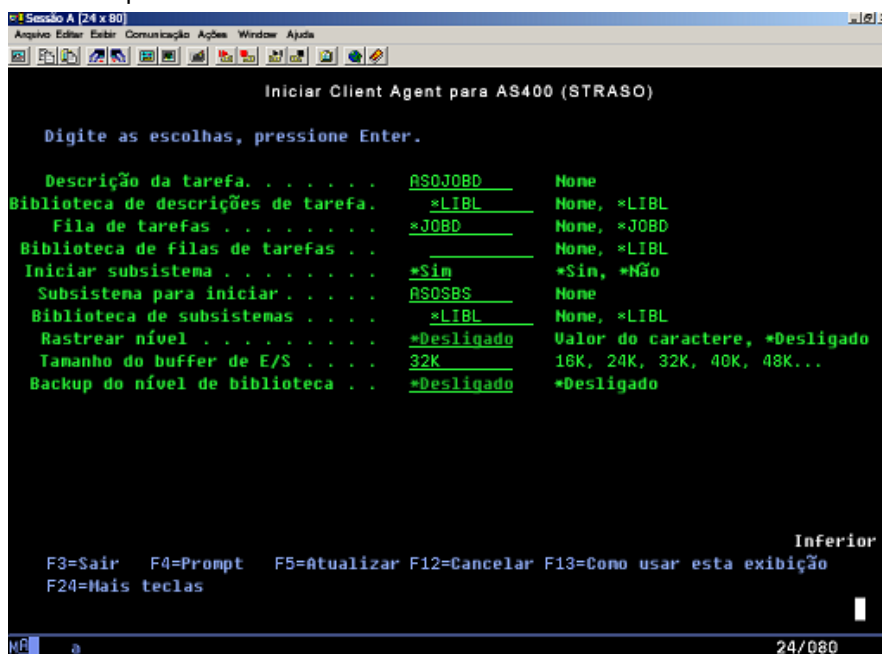 Sessão A [24 x 80]
Arquivo Editar Exibir Comunicação Ações Window Ajuda
Iniciar Client Agent para AS400 (STRASO)
Digite as escolhas, pressione Enter.
Descrição da tarefa. . . . . . . ASOJOBD Nome
Biblioteca de descrições de tarefa. *LIBL Nome, *LIBL
Fila de tarefas . . . . . . . . *JOBD Nome, *JOBD
Biblioteca de filas de tarefas . . Nome, *LIBL
Iniciar subsistema . . . . . . . . *Sim *Sim, *Não
Subsistema para iniciar . . . . . ASOSBS Nome
Biblioteca de subsistemas . . . . *LIBL Nome, *LIBL
Rastrear nível . . . . . . . . . *Desligado Valor do caractere, *Desligado
Tamanho do buffer de E/S . . . . . 32K 16K, 24K, 32K, 40K, 48K...
Backup do nível de biblioteca . . *Desligado *Desligado
Inferior
F3=Sair F4=Prompt F5=Atualizar F12=Cancelar F13=Como usar esta exibição
F24=Mais teclas
MA a 24/080